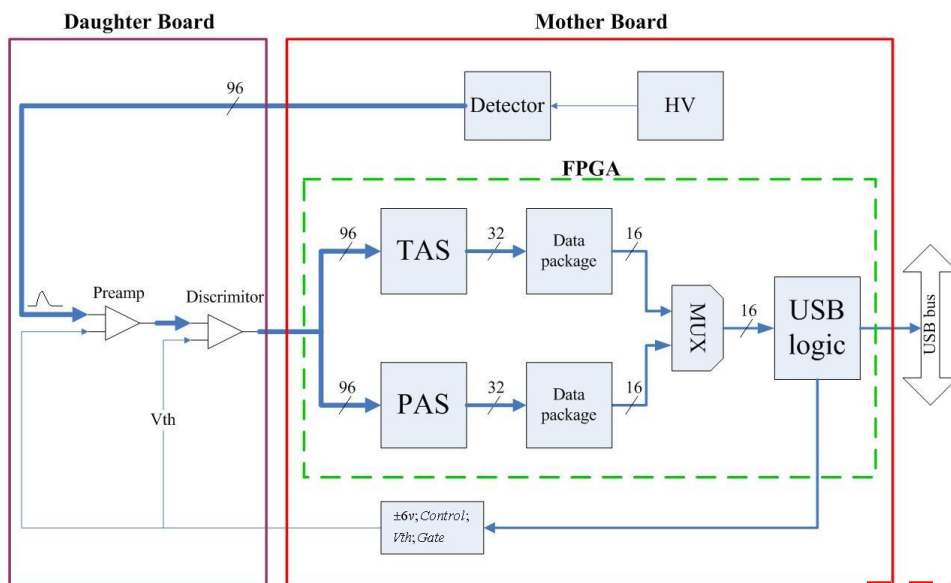 Daughter Board
Mother Board
96
Detector
HV
FPGA
96
TAS
32
Data
package
16
Preamp
Discrimitor
MUX
16
USB
logic
USB bus
96
PAS
32
Data
package
16
Vth
±6v; Control;
Vth; Gate